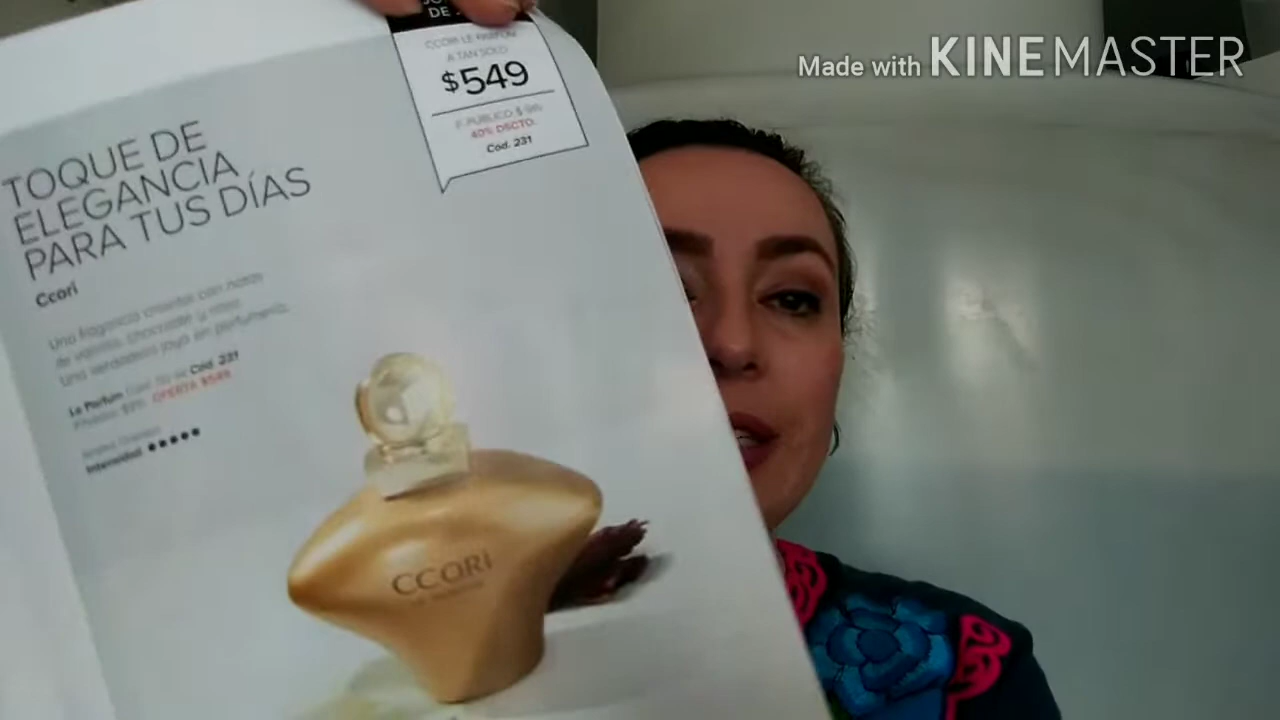 CCORI LE PARFUM
A TAN SOLO
$549
P. PÚBLICO $
40% DSCTO.
Cod. 231
Made with KINEMASTER
TOQUE DE
ELEGANCIA
PARA TUS DÍAS
Ccori
Una fragancia oriental con notas
de vainilla, chocolate y rosas.
Una verdadera joya en perfumería.
Le Parfum Cod. 231
OFERTA $549
Intensidad
CCORI